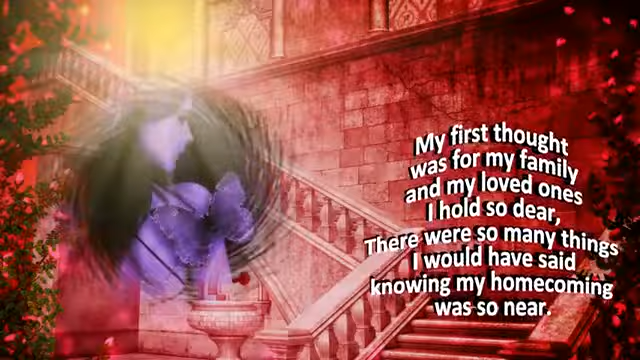 My first thought
was for my family
and my loved ones
I hold so dear,
There were so many things
I would have said
knowing my homecoming
was so near.